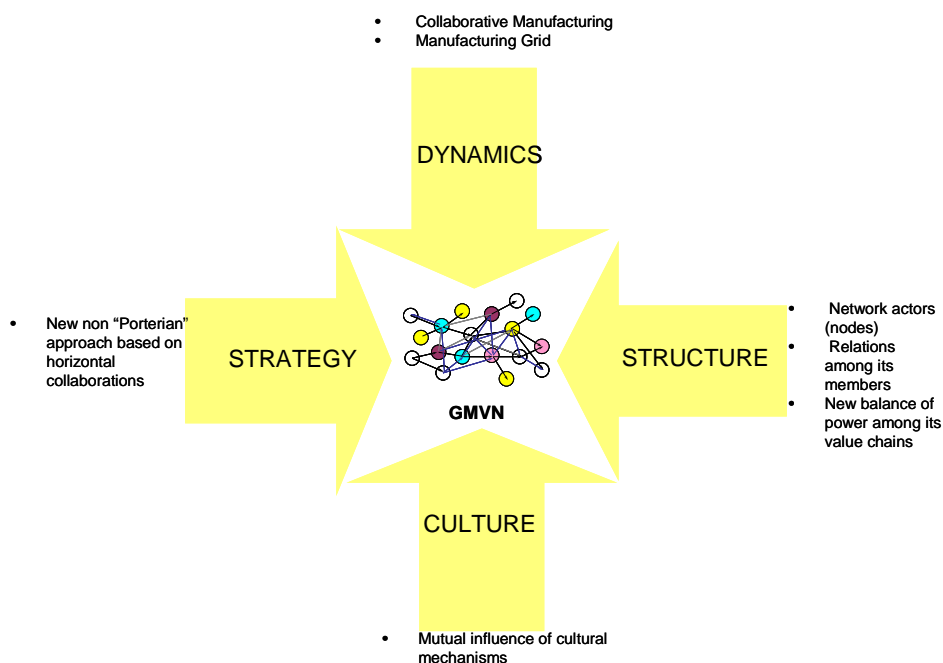 • Collaborative Manufacturing
• Manufacturing Grid
DYNAMICS
• New non “Porterian”
approach based on
horizontal
collaborations
STRATEGY
GMVN
STRUCTURE
• Network actors
(nodes)
• Relations
among its
members
• New balance of
power among its
value chains
CULTURE
• Mutual influence of cultural
mechanisms